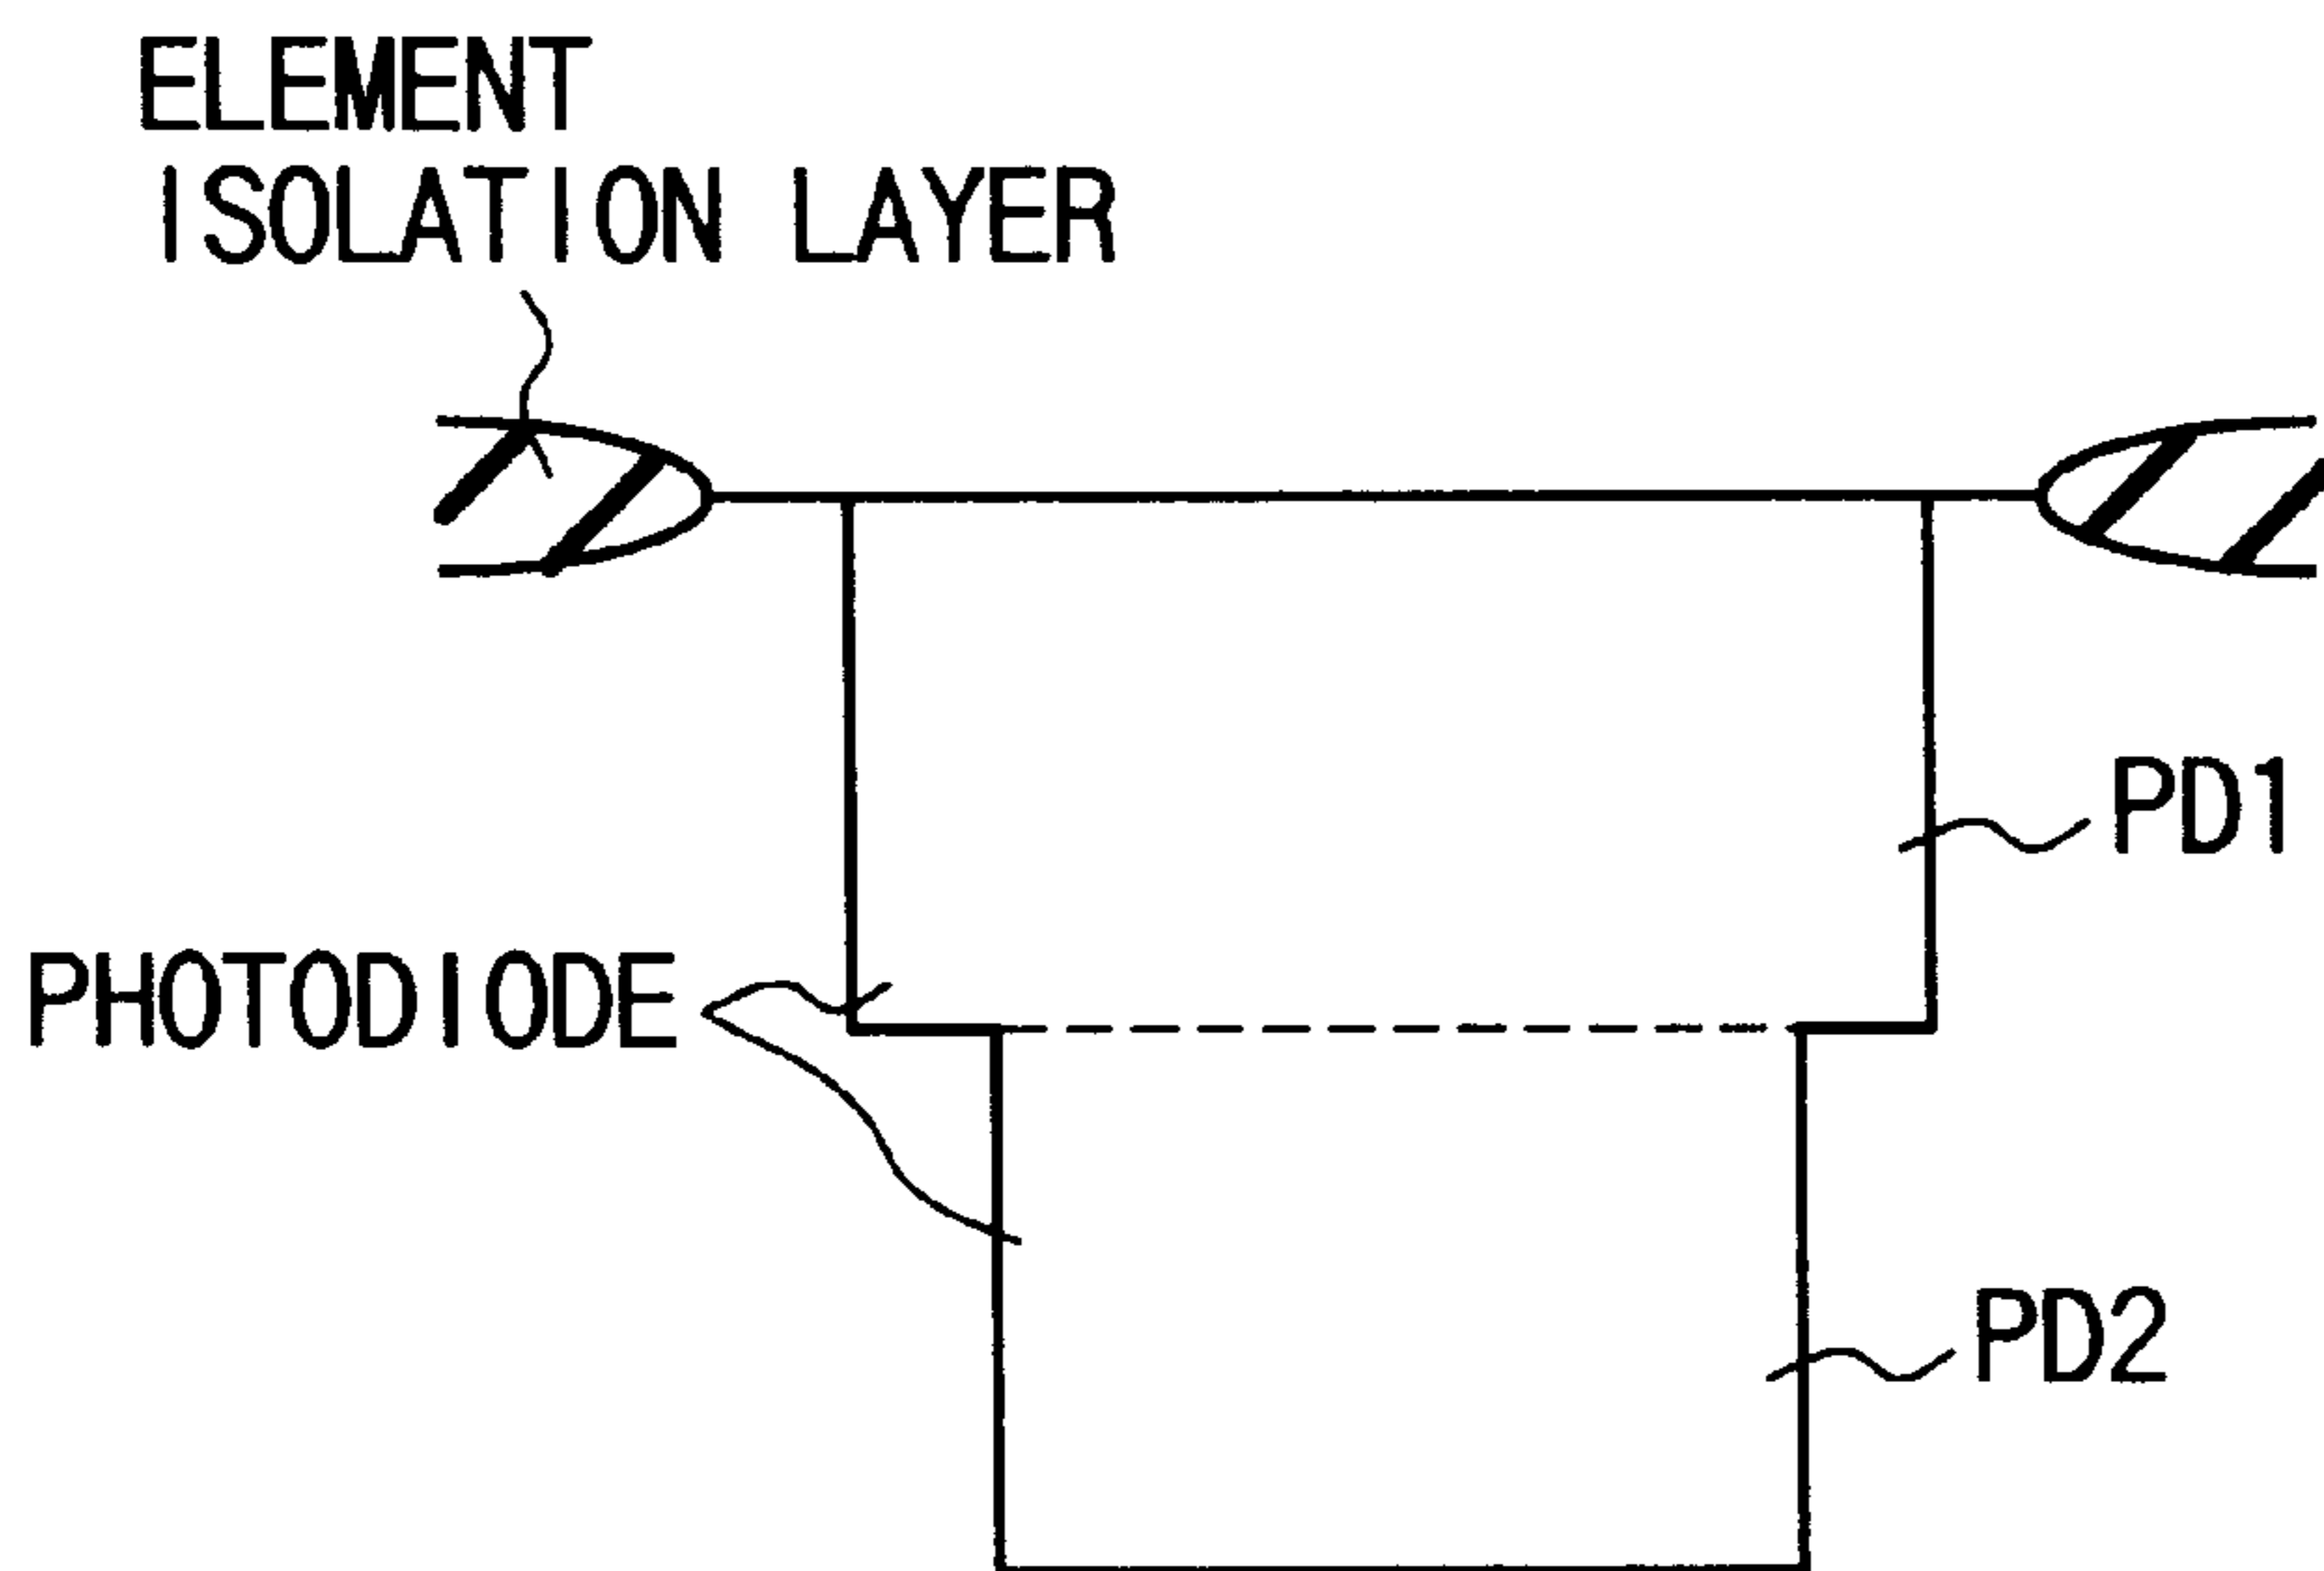 ELEMENT
ISOLATION LAYER
PD1
PHOTODIODE
PD2